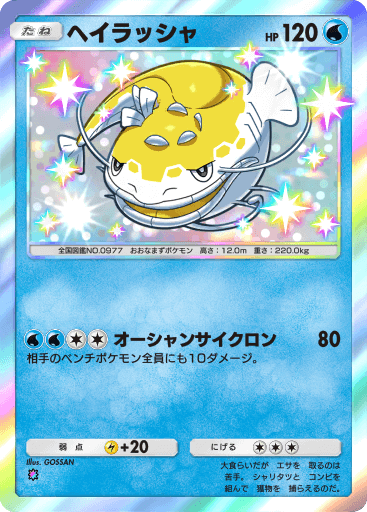 たね ヘイラッシャ HP 120
全国図鑑NO.0977 おおなまずポケモン 高さ:12.0m 重さ:220.0kg
オーシャンサイクロン 80
相手のベンチポケモン全員にも10ダメージ。
弱点 +20 にげる
Illus. GOSSAN
大食らいだが エサを 取るのは
苦手。 シャリタツと コンビを
組んで 獲物を 捕らえるのだ。